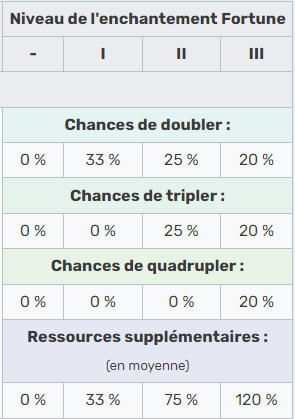 Niveau de l'enchantement Fortune
- I II III
Chances de doubler :
0 % 33 % 25 % 20 %
Chances de tripler :
0 % 0 % 25 % 20 %
Chances de quadrupler :
0 % 0 % 0 % 20 %
Ressources supplémentaires :
(en moyenne)
0 % 33 % 75 % 120 %